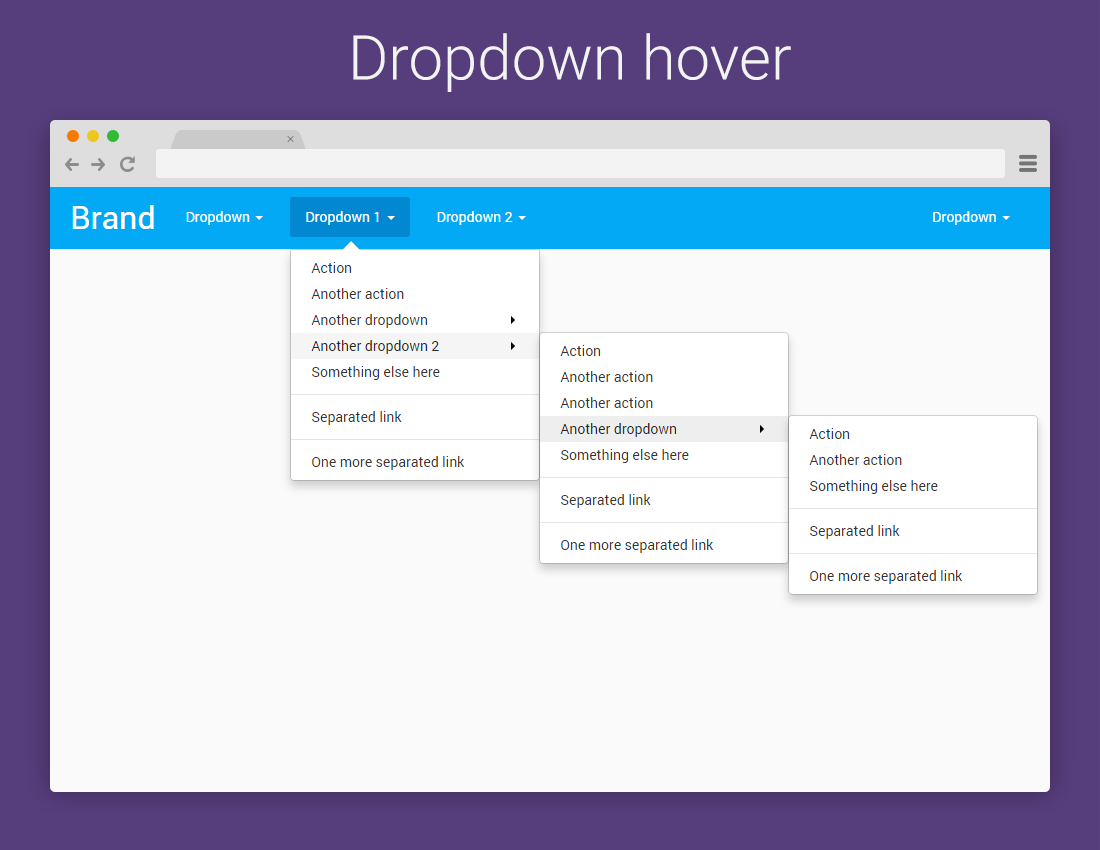 Dropdown hover
Brand
Dropdown
Dropdown 1
Dropdown 2
Dropdown
Action
Another action
Another dropdown
Another dropdown 2
Something else here
Separated link
One more separated link
Action
Another action
Another action
Another dropdown
Something else here
Separated link
One more separated link
Action
Another action
Something else here
Separated link
One more separated link